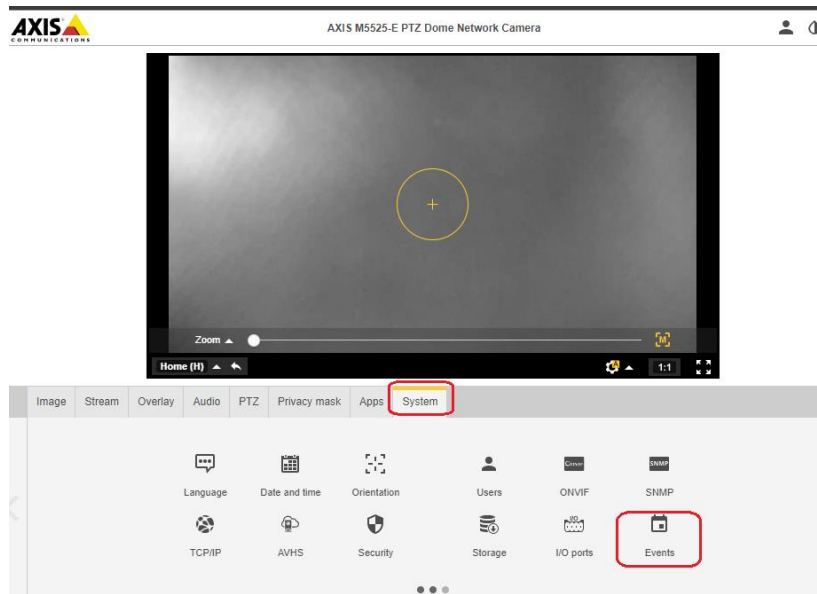 AXIS
COMMUNICATIONS
AXIS M5525-E PTZ Dome Network Camera
Zoom
M
Home (H)
A
1:1
Image Stream Overlay Audio PTZ Privacy mask Apps System
Language Date and time Orientation Users ONVIF SNMP
SNMP
I/O
TCP/IP AVHS Security Storage I/O ports Events